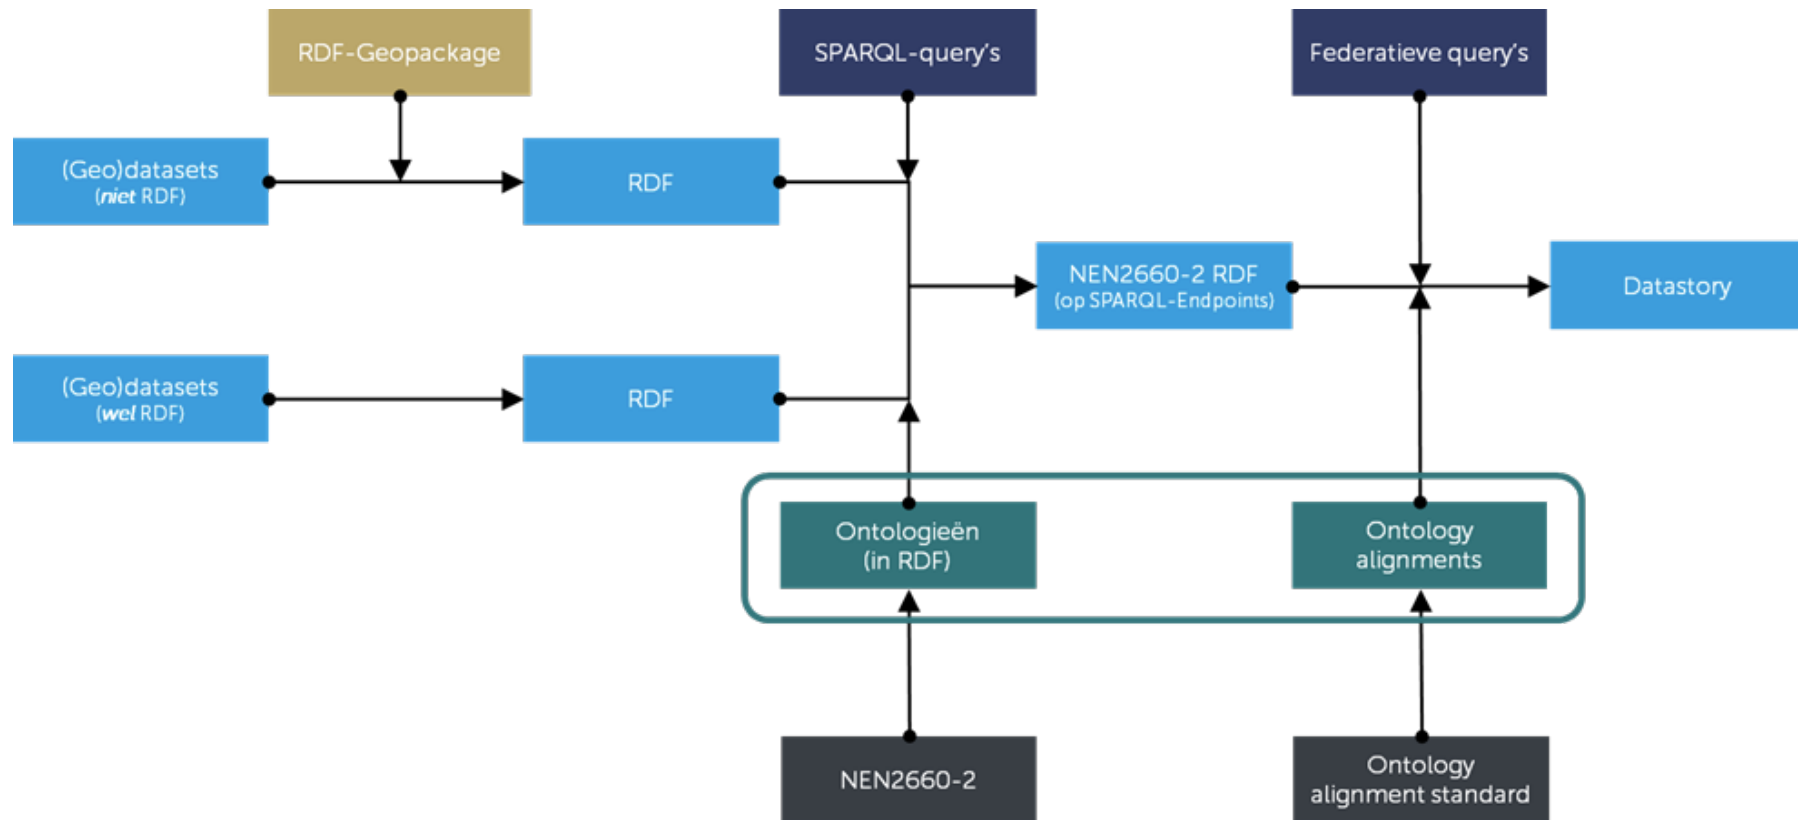 RDF-Geopackage
SPARQL-query's
Federatieve query's
(Geo)datasets
(niet RDF)
RDF
NEN2660-2 RDF
(op SPARQL-Endpoints)
Datastory
(Geo)datasets
(wel RDF)
RDF
Ontologieën
(in RDF)
Ontology
alignments
NEN2660-2
Ontology
alignment standard